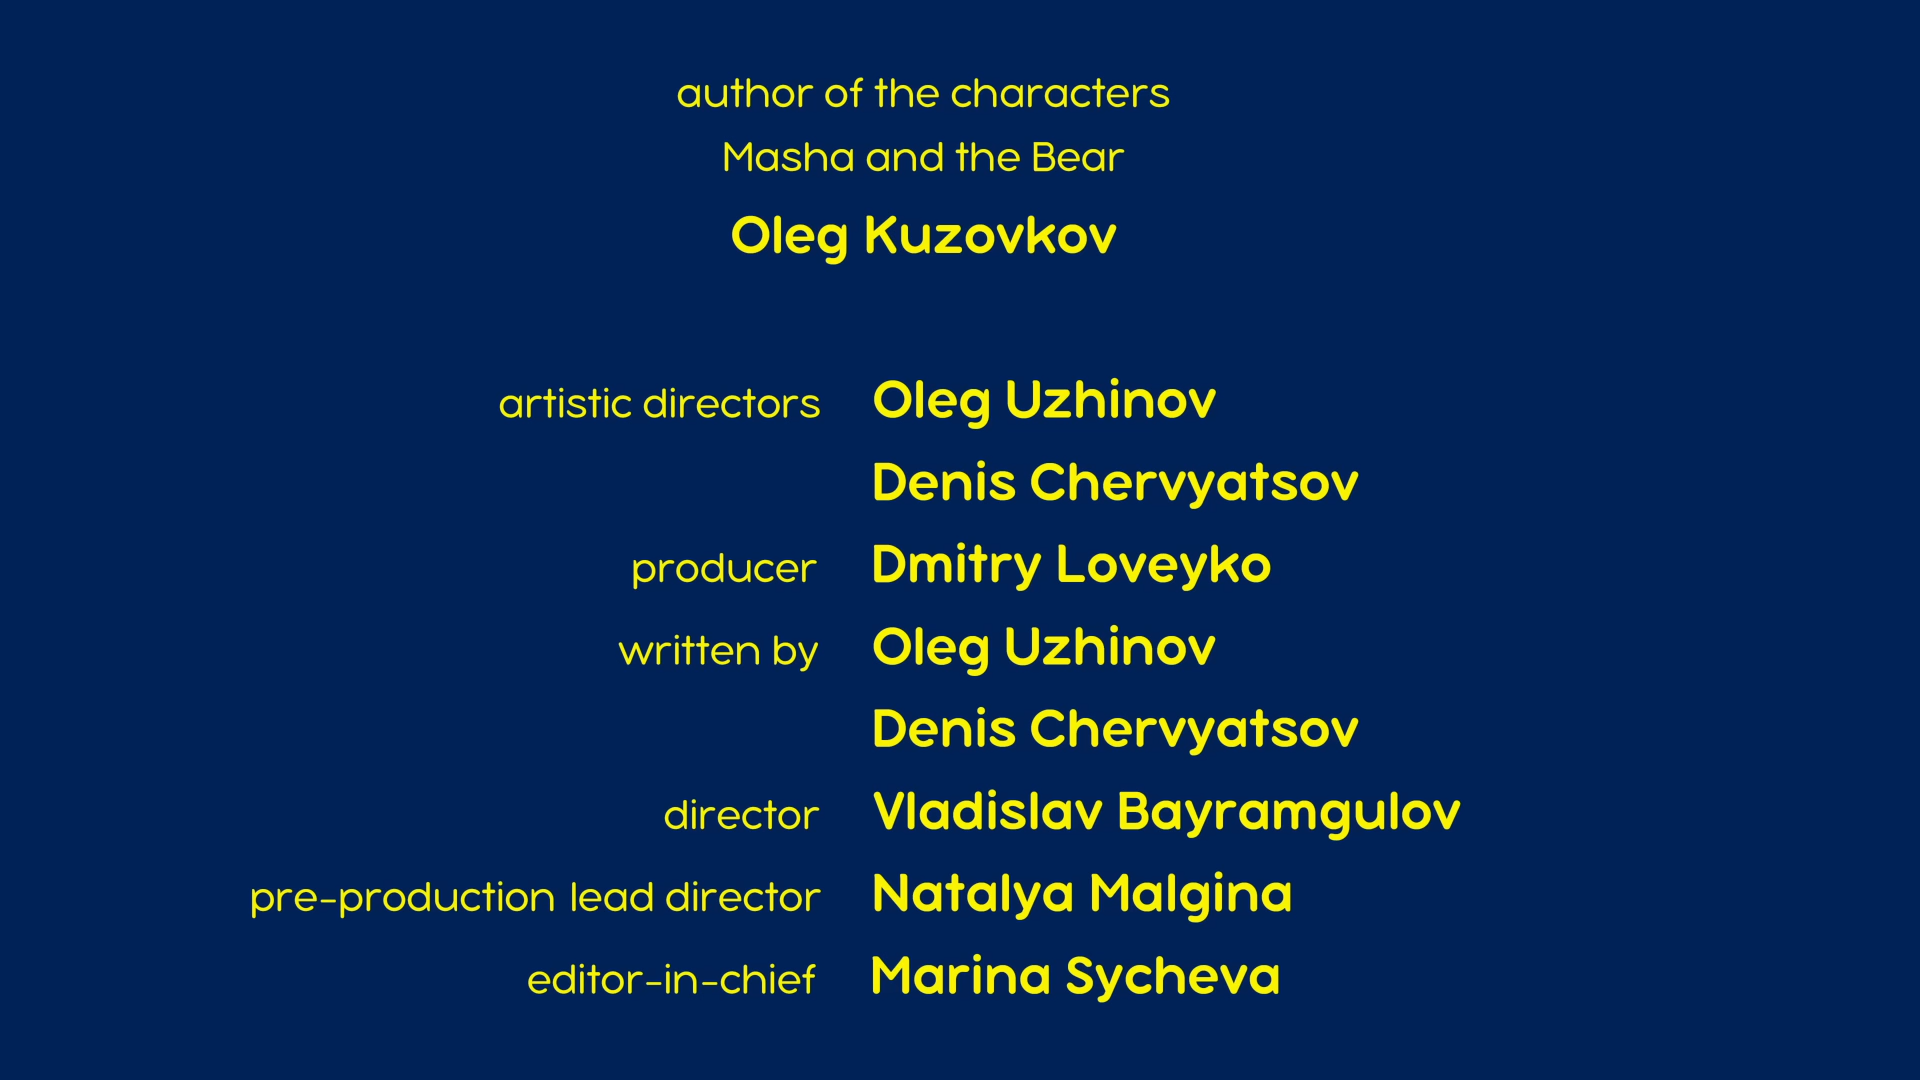 author of the characters
Masha and the Bear
Oleg Kuzovkov
artistic directors Oleg Uzhinov
Denis Chervyatsov
producer Dmitry Loveyko
written by Oleg Uzhinov
Denis Chervyatsov
director Vladislav Bayramgulov
pre-production lead director Natalya Malgina
editor-in-chief Marina Sycheva